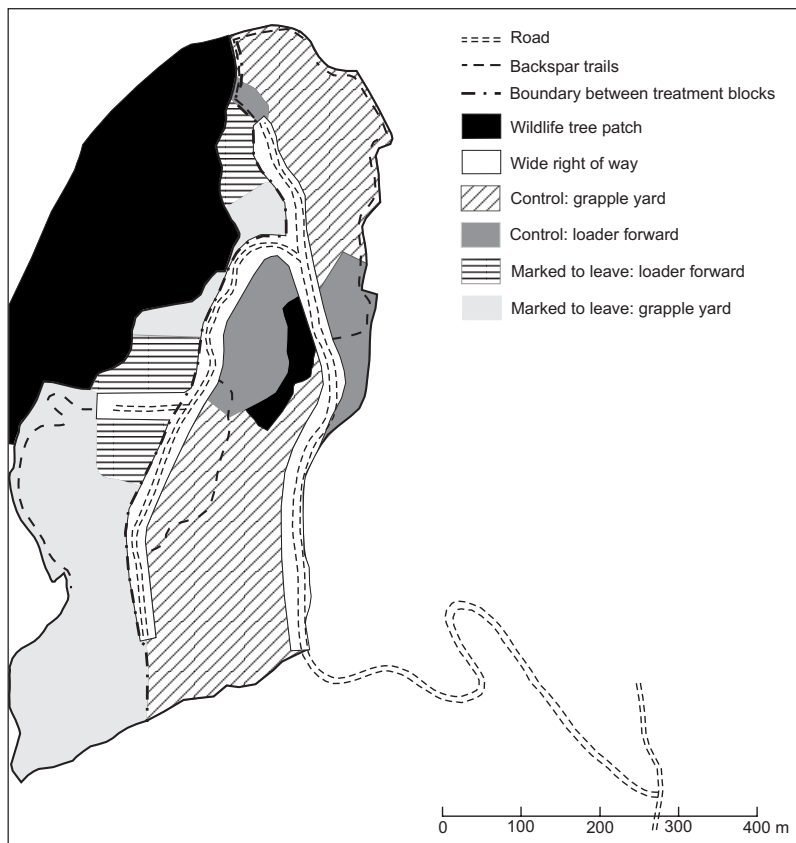 Road
Backspar trails
Boundary between treatment blocks
Wildlife tree patch
Wide right of way
Control: grapple yard
Control: loader forward
Marked to leave: loader forward
Marked to leave: grapple yard
0 100 200 300 400 m